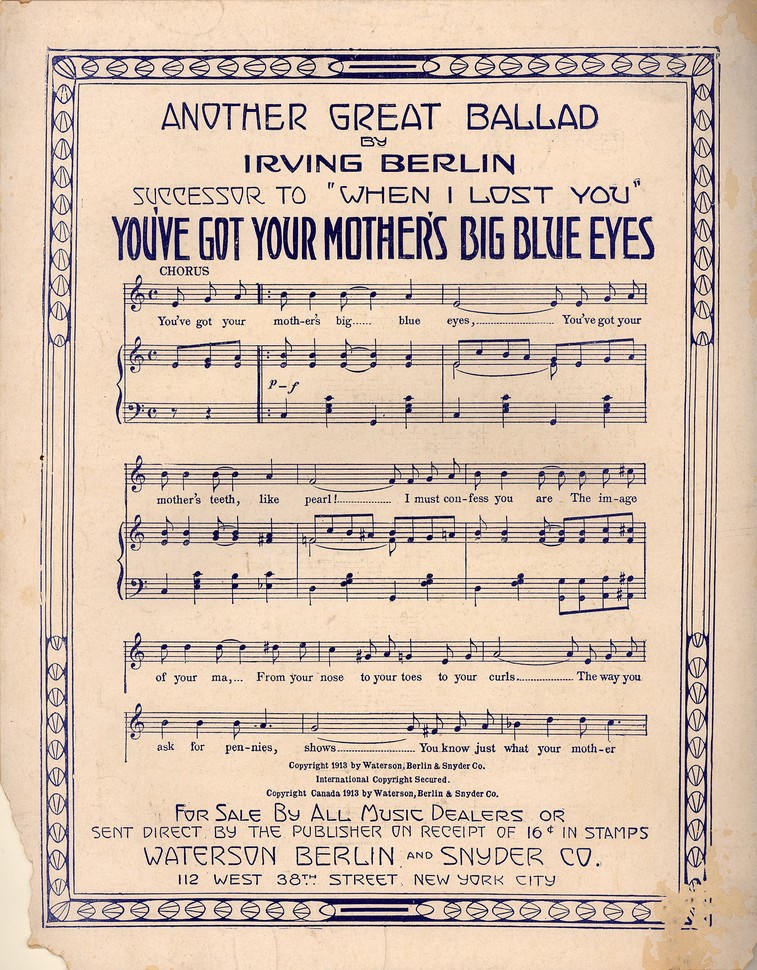 ANOTHER GREAT BALLAD
BY
IRVING BERLIN
SUCCESSOR TO "WHEN I LOST YOU"
YOU'VE GOT YOUR MOTHER'S BIG BLUE EYES
CHORUS
You've got your moth-er's big...... blue eyes,.......................... You've got your
p-f
mother's teeth, like pearl!.................. I must con-fess you are The im-age
of your ma,... From your nose to your toes to your curls................... The way you
ask for pen-nies, shows......................... You know just what your moth-er
Copyright 1913 by Waterson, Berlin & Snyder Co.
International Copyright Secured.
Copyright Canada 1913 by Waterson, Berlin & Snyder Co.
FOR SALE BY ALL MUSIC DEALERS OR
SENT DIRECT BY THE PUBLISHER ON RECEIPT OF 16¢ IN STAMPS
WATERSON BERLIN AND SNYDER CO.
112 WEST 38TH STREET, NEW YORK CITY